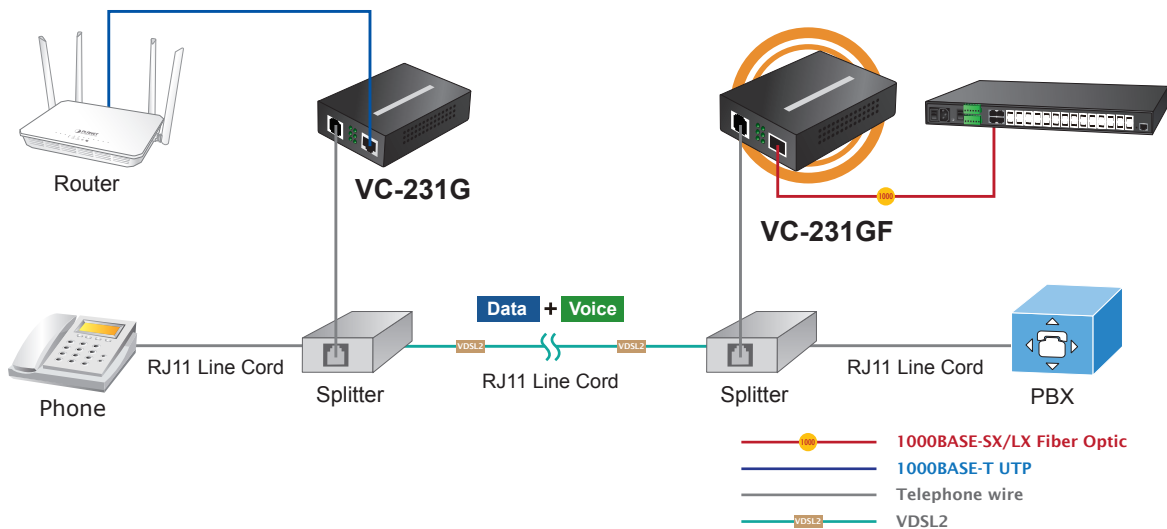 PLANET
Router
VC-231G
1000
VC-231GF
Data + Voice
VDSL2
VDSL2
RJ11 Line Cord
RJ11 Line Cord
RJ11 Line Cord
Phone
Splitter
Splitter
PBX
1000 1000BASE-SX/LX Fiber Optic
1000BASE-T UTP
Telephone wire
VDSL2 VDSL2